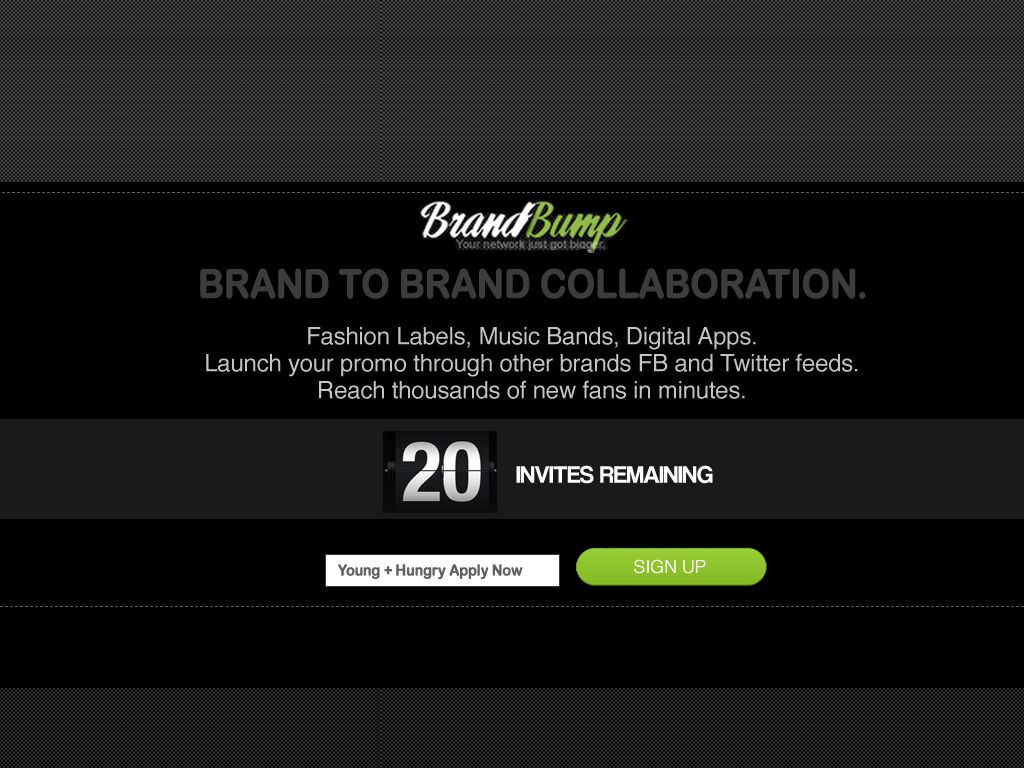 BrandBump
Your network just got bigger.
BRAND TO BRAND COLLABORATION.
Fashion Labels, Music Bands, Digital Apps.
Launch your promo through other brands FB and Twitter feeds.
Reach thousands of new fans in minutes.
20 INVITES REMAINING
Young + Hungry Apply Now SIGN UP